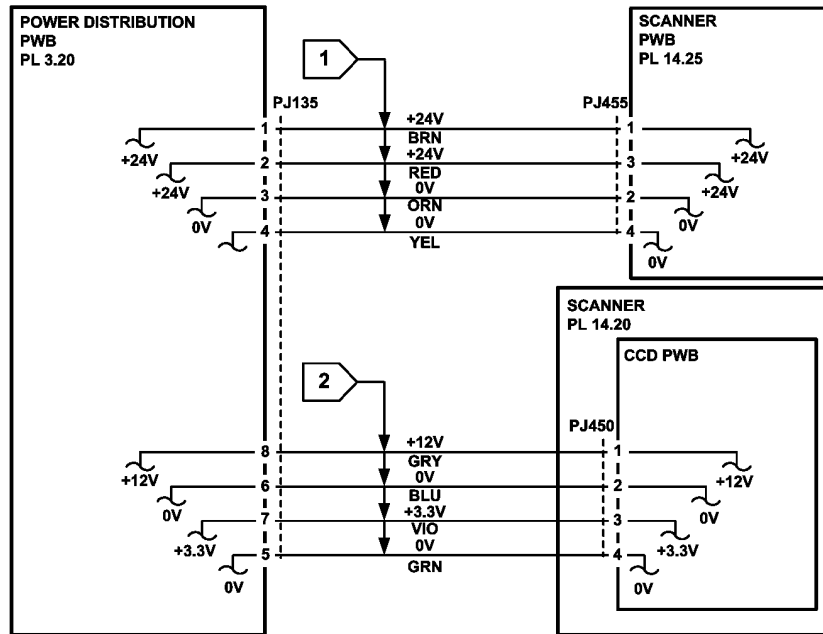 POWER DISTRIBUTION
PWB
PL 3.20
SCANNER
PWB
PL 14.25
1
PJ135
PJ455
1 +24V 1
+24V BRN +24V
2 +24V 3
+24V RED +24V
3 0V 2
0V ORN 0V
4 0V 4
YEL 0V
SCANNER
PL 14.20
CCD PWB
2
PJ450
8 +12V 1
+12V GRY +12V
6 0V 2
0V BLU 0V
7 +3.3V 3
+3.3V VIO +3.3V
5 0V 4
0V GRN 0V